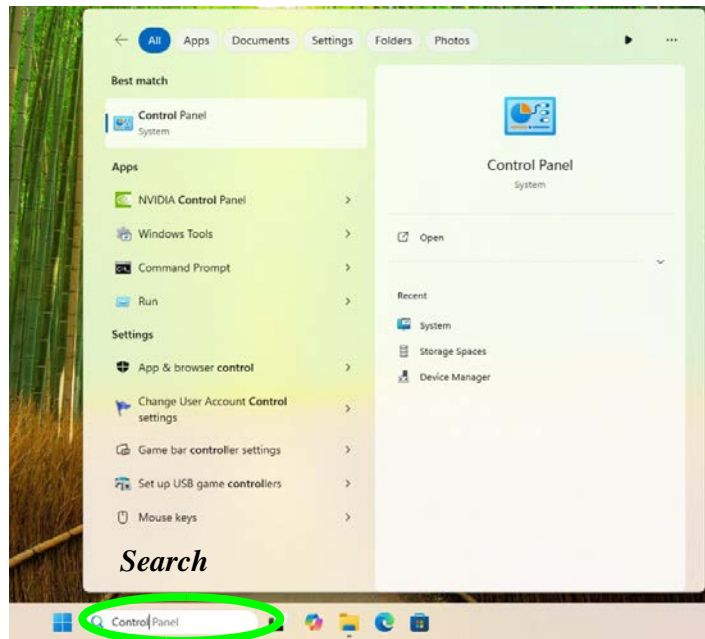 All Apps Documents Settings Folders Photos ...
Best match
Control Panel
System
Apps
NVIDIA Control Panel
Windows Tools
Command Prompt
Run
Settings
App & browser control
Change User Account Control
settings
Game bar controller settings
Set up USB game controllers
Mouse keys
Control Panel
System
Open
Recent
System
Storage Spaces
Device Manager
Search
Control Panel